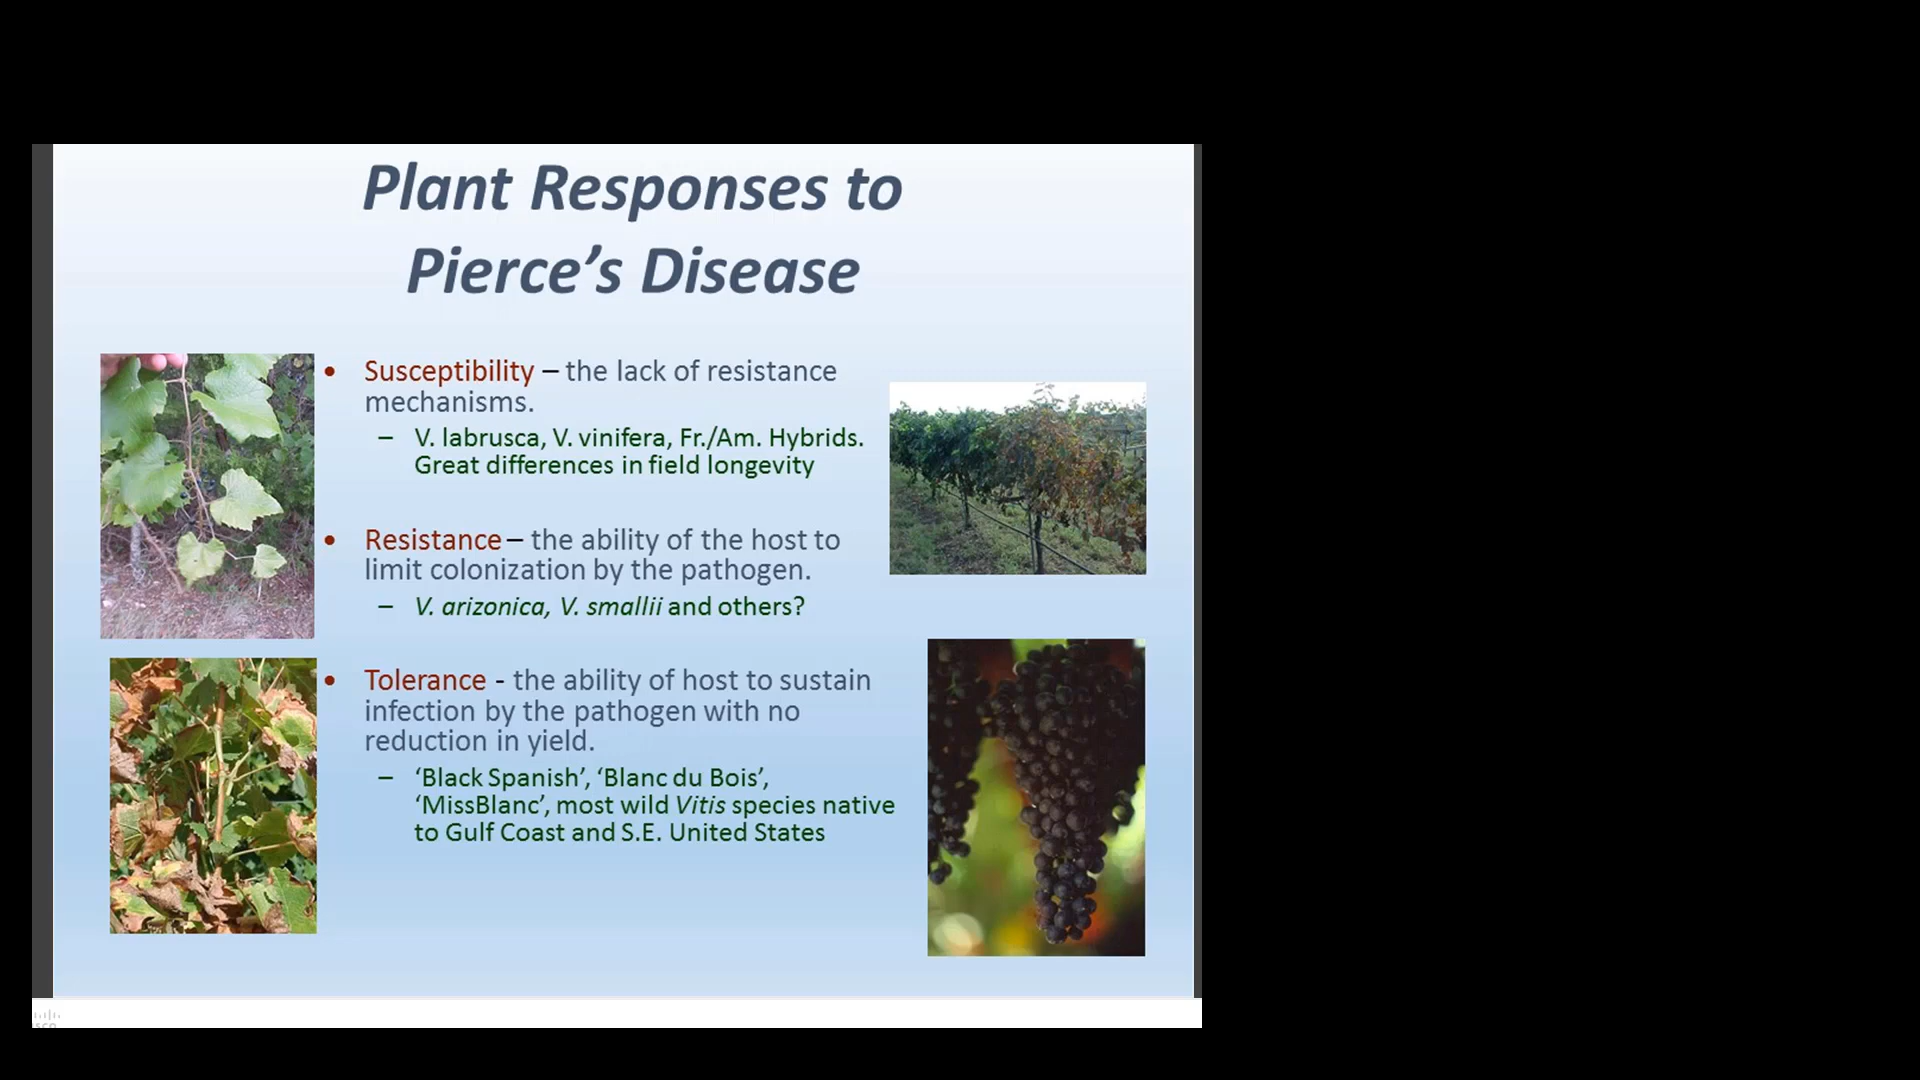 Plant Responses to
Pierce's Disease
• Susceptibility – the lack of resistance
mechanisms.
– V. labrusca, V. vinifera, Fr./Am. Hybrids.
Great differences in field longevity
• Resistance – the ability of the host to
limit colonization by the pathogen.
– V. arizonica, V. smallii and others?
• Tolerance - the ability of host to sustain
infection by the pathogen with no
reduction in yield.
– ‘Black Spanish’, ‘Blanc du Bois’,
‘MissBlanc’, most wild Vitis species native
to Gulf Coast and S.E. United States